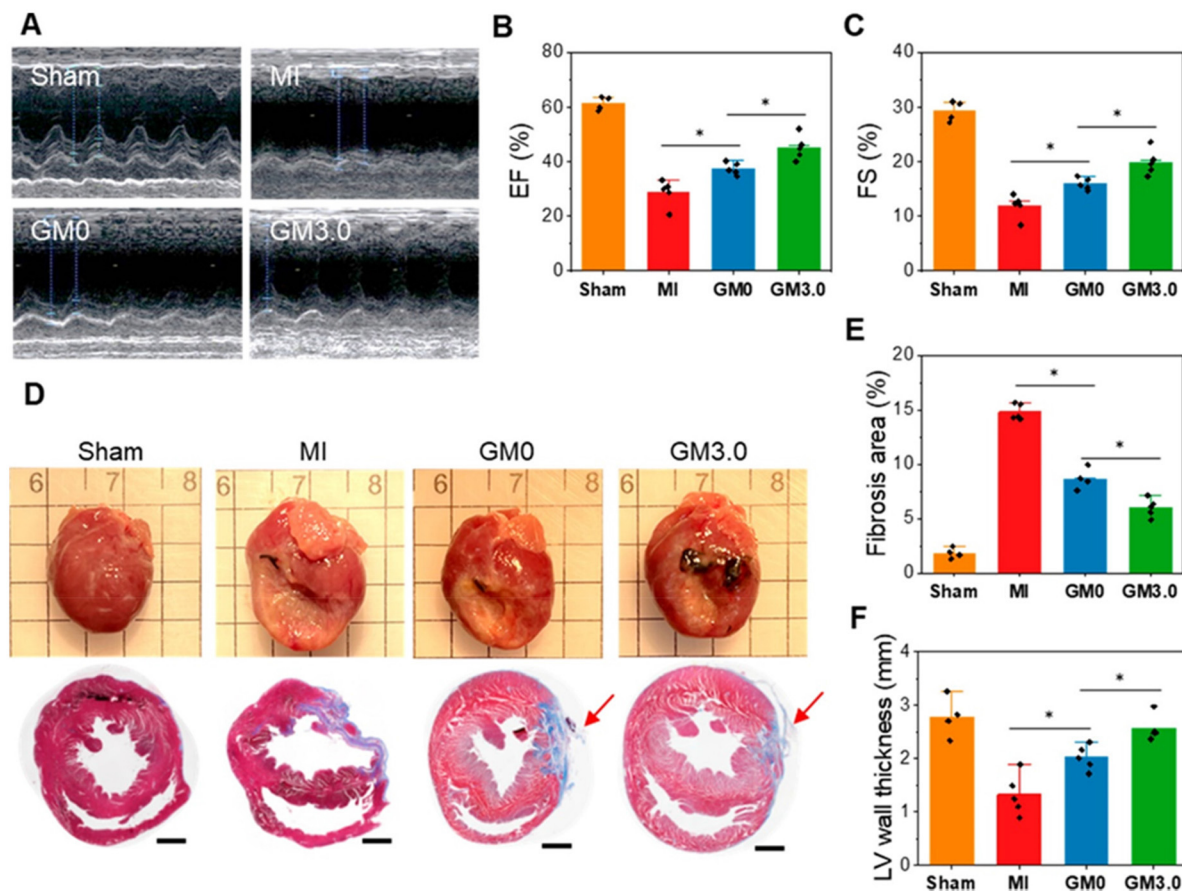 A
Sham
MI
GM0
GM3.0
B
EF (%)
80
60
40
20
0
*
*
Sham MI GM0 GM3.0
C
FS (%)
40
30
20
10
0
*
*
Sham MI GM0 GM3.0
D
Sham MI GM0 GM3.0
6 7 8
6 7 8
6 7 8
6 7 8
E
Fibrosis area (%)
20
15
10
5
0
*
*
Sham MI GM0 GM3.0
F
LV wall thickness (mm)
4
3
2
1
0
*
*
Sham MI GM0 GM3.0